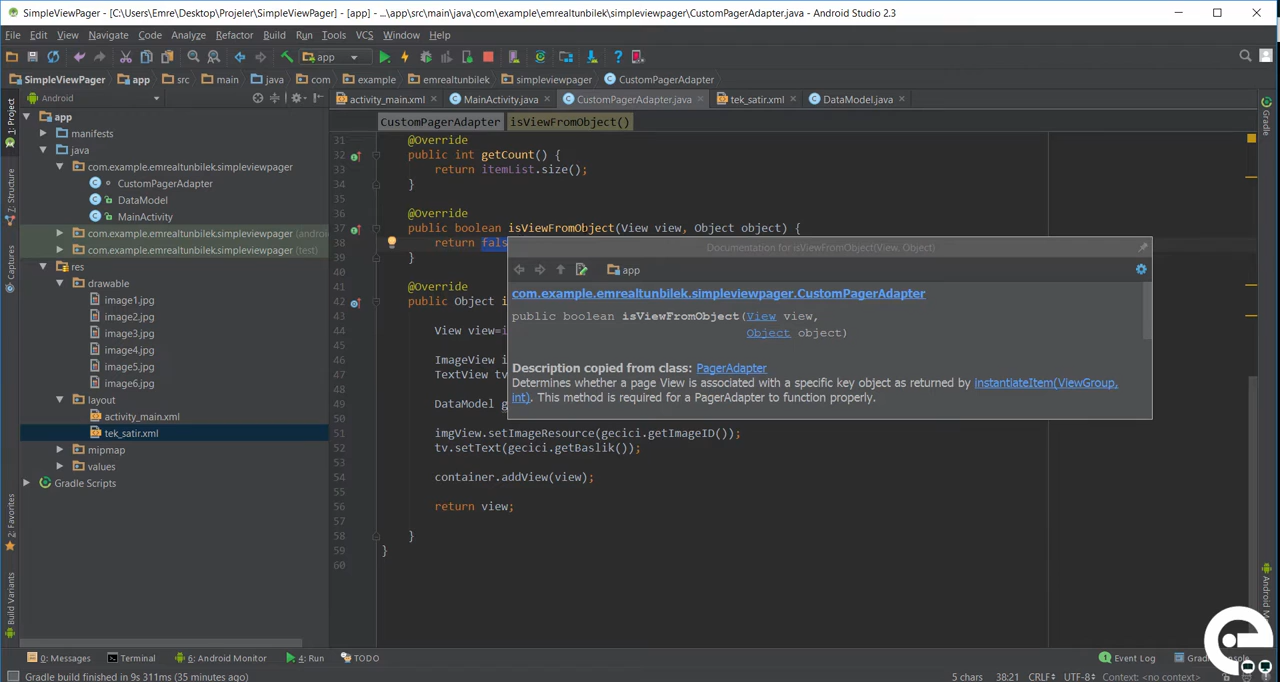 SimpleViewPager - [C:\Users\Emre\Desktop\Projeler\SimpleViewPager] - [app] - ...\app\src\main\java\com\example\emrealtunbilek\simpleviewpager\CustomPagerAdapter.java - Android Studio 2.3
File Edit View Navigate Code Analyze Refactor Build Run Tools VCS Window Help
app
SimpleViewPager app src main java com example emrealtunbilek simpleviewpager CustomPagerAdapter
Android
activity_main.xml MainActivity.java CustomPagerAdapter.java tek_satir.xml DataModel.java
CustomPagerAdapter isViewFromObject()
1: Project
7: Structure
Captures
2: Favorites
Build Variants
app
manifests
java
com.example.emrealtunbilek.simpleviewpager
CustomPagerAdapter
DataModel
MainActivity
com.example.emrealtunbilek.simpleviewpager
com.example.emrealtunbilek.simpleviewpager (test)
res
drawable
image1.jpg
image2.jpg
image3.jpg
image4.jpg
image5.jpg
image6.jpg
layout
activity_main.xml
tek_satir.xml
mipmap
values
Gradle Scripts
31 @Override
32 public int getCount() {
33 return itemList.size();
34 }
35
36 @Override
37 public boolean isViewFromObject(View view, Object object) {
38 return fals
39 }
40
41 @Override
42 public Object i
43
44 View view=i
45
46 ImageView i
47 TextView tv
48
49 DataModel g
50
51 imgView.setImageResource(gecici.getImageID());
52 tv.setText(gecici.getBaslik());
53
54 container.addView(view);
55
56 return view;
57
58 }
59 }
60
Documentation for isViewFromObject(View, Object)
app
com.example.emrealtunbilek.simpleviewpager.CustomPagerAdapter
public boolean isViewFromObject(View view,
Object object)
Description copied from class: PagerAdapter
Determines whether a page View is associated with a specific key object as returned by instantiateItem(ViewGroup,
int). This method is required for a PagerAdapter to function properly.
Gradle
0: Messages Terminal 6: Android Monitor 4: Run TODO Event Log
Gradle build finished in 9s 311ms (35 minutes ago) 5 chars 38:21 CRLF UTF-8 Context: <no context>